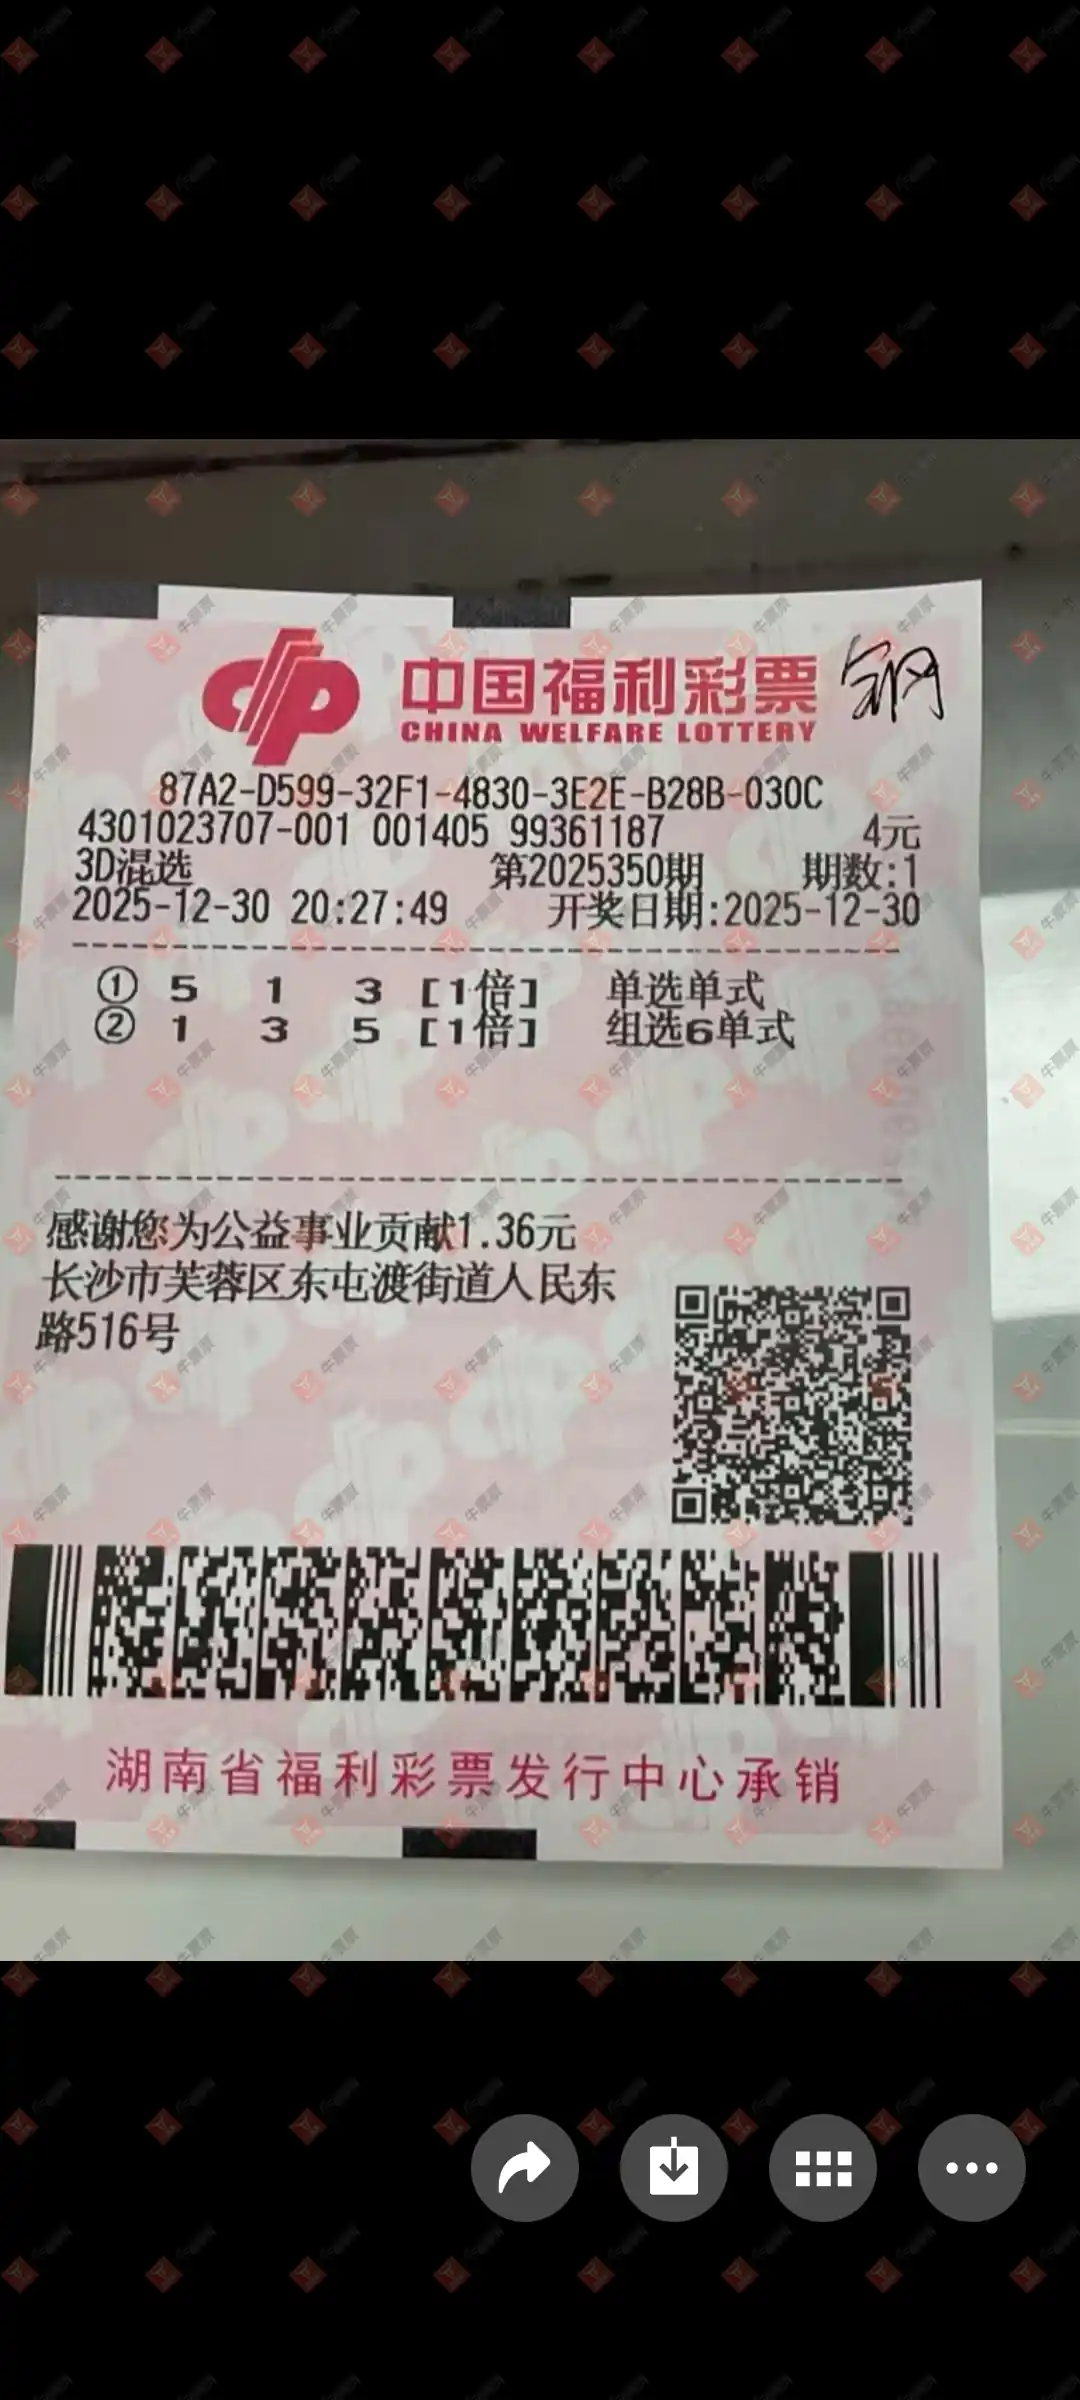 中国福利彩票
CHINA WELFARE LOTTERY
钢
87A2-D599-32F1-4830-3E2E-B28B-030C
4301023707-001 001405 99361187 4元
3D混选 第2025350期 期数:1
2025-12-30 20:27:49 开奖日期:2025-12-30
① 5 1 3 [1倍] 单选单式
② 1 3 5 [1倍] 组选6单式
感谢您为公益事业贡献1.36元
长沙市芙蓉区东屯渡街道人民东
路516号
湖南省福利彩票发行中心承销